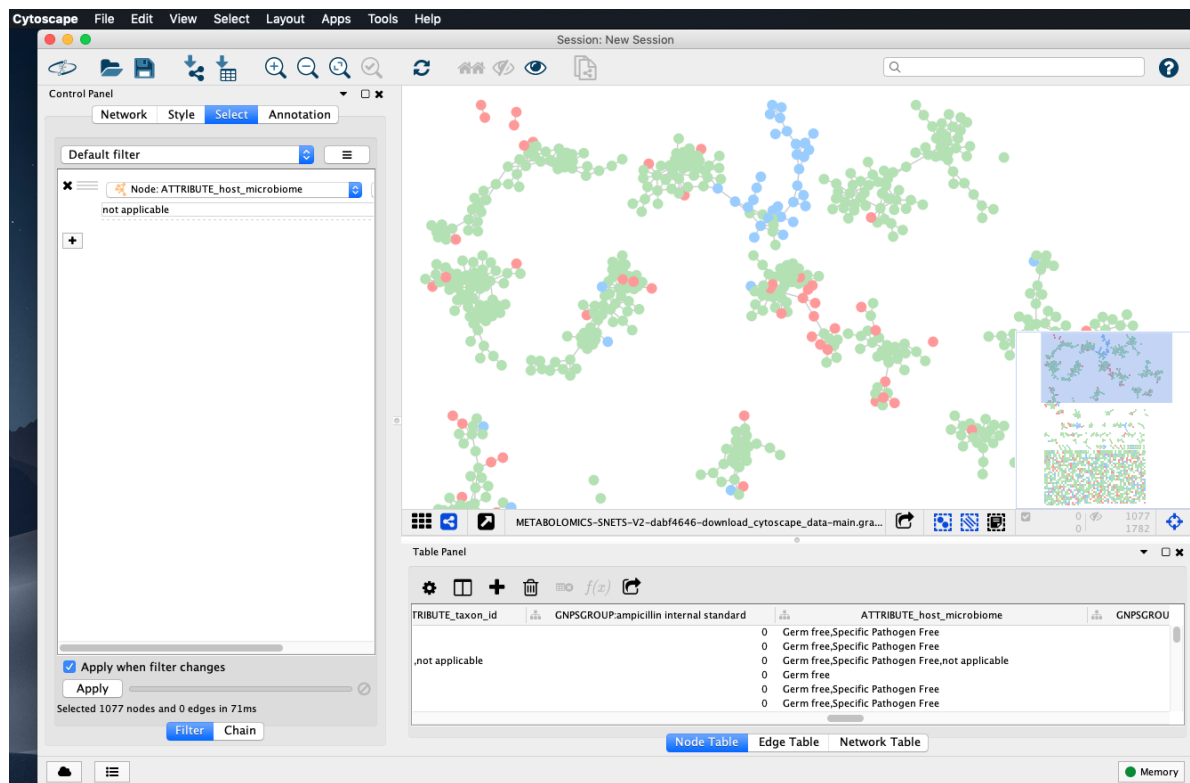 Cytoscape File Edit View Select Layout Apps Tools Help
Session: New Session
Control Panel
Network Style Select Annotation
Default filter
Node: ATTRIBUTE_host_microbiome
not applicable
Apply when filter changes
Apply
Selected 1077 nodes and 0 edges in 71ms
Filter Chain
METABOLOMICS-SNETS-V2-dabf4646-download_cytoscape_data-main.gra...
0 1077
0 1782
Table Panel
f(x)
TRIBUTE_taxon_id GNPSGROUP:ampicillin internal standard ATTRIBUTE_host_microbiome GNPSGROU
0 Germ free,Specific Pathogen Free
0 Germ free,Specific Pathogen Free
,not applicable 0 Germ free,Specific Pathogen Free,not applicable
0 Germ free
0 Germ free,Specific Pathogen Free
0 Germ free,Specific Pathogen Free
Node Table Edge Table Network Table
Memory